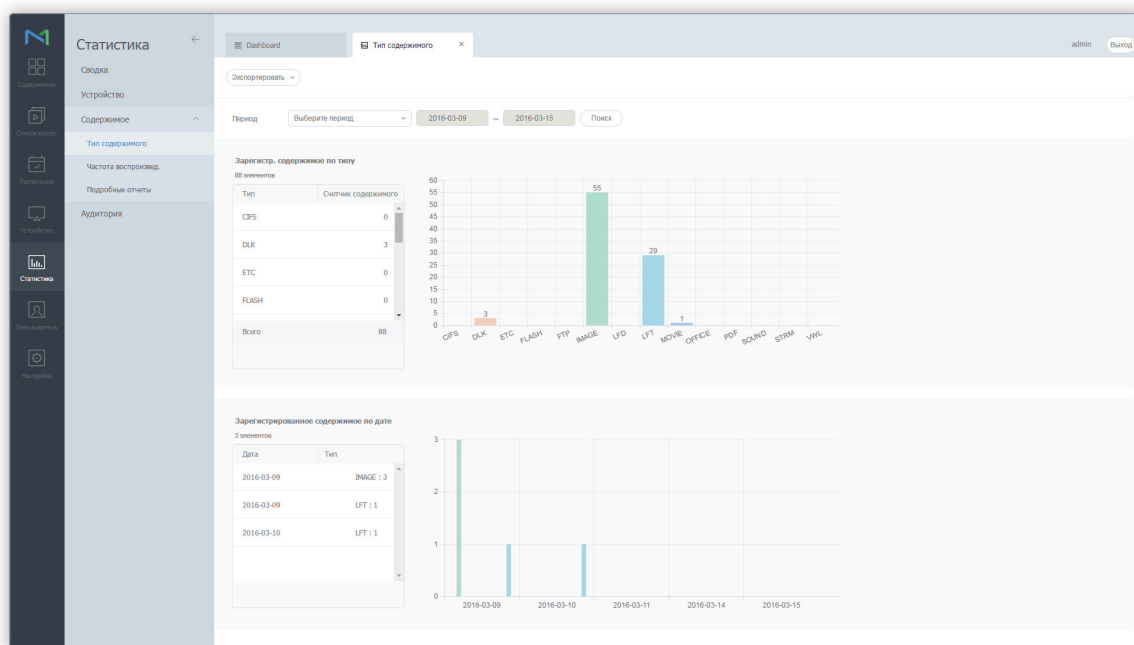 Статистика
Содержимое
Список воспр.
Расписание
Устройство
Статистика
Пользователь
Настройка
Сводка
Устройство
Содержимое
Тип содержимого
Частота воспроизвед.
Подробные отчеты
Аудитория
Dashboard
Тип содержимого ×
admin
Выход
Экспортировать
Период
Выберите период.
2016-03-09 ~ 2016-03-15
Поиск
Зарегистр. содержимое по типу
88 элементов
Тип Счетчик содержимого
CIFS 0
DLK 3
ETC 0
FLASH 0
Всего 88
60
55
50
45
40
35
30
25
20
15
10
5
0
3
55
29
1
CIFS DLK ETC FLASH FTP IMAGE LFD LFT MOVIE OFFICE PDF SOUND STRM VWL
Зарегистрированное содержимое по дате
3 элементов
Дата Тип
2016-03-09 IMAGE : 3
2016-03-09 LFT : 1
2016-03-10 LFT : 1
3
2
1
0
2016-03-09 2016-03-10 2016-03-11 2016-03-14 2016-03-15